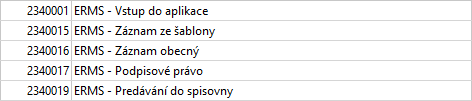 2340001 ERMS - Vstup do aplikace
2340015 ERMS - Záznam ze šablony
2340016 ERMS - Záznam obecný
2340017 ERMS - Podpisové právo
2340019 ERMS - Predávání do spisovny